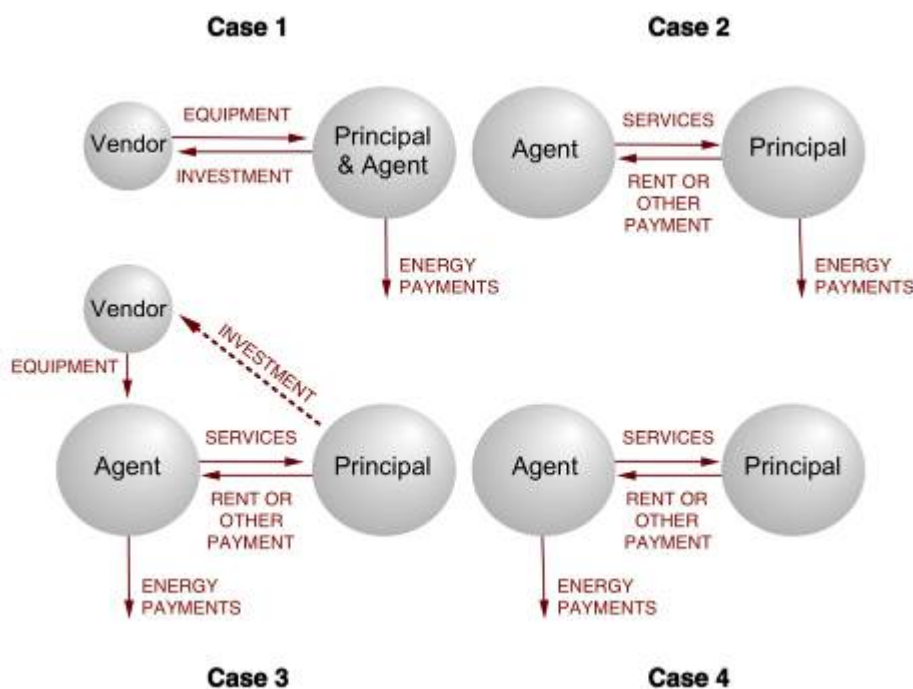 Case 1
Vendor
EQUIPMENT
INVESTMENT
Principal
& Agent
ENERGY
PAYMENTS
Case 2
Agent
SERVICES
RENT OR
OTHER
PAYMENT
Principal
ENERGY
PAYMENTS
Vendor
EQUIPMENT
INVESTMENT
Agent
SERVICES
RENT OR
OTHER
PAYMENT
Principal
ENERGY
PAYMENTS
Case 3
Agent
SERVICES
RENT OR
OTHER
PAYMENT
Principal
ENERGY
PAYMENTS
Case 4